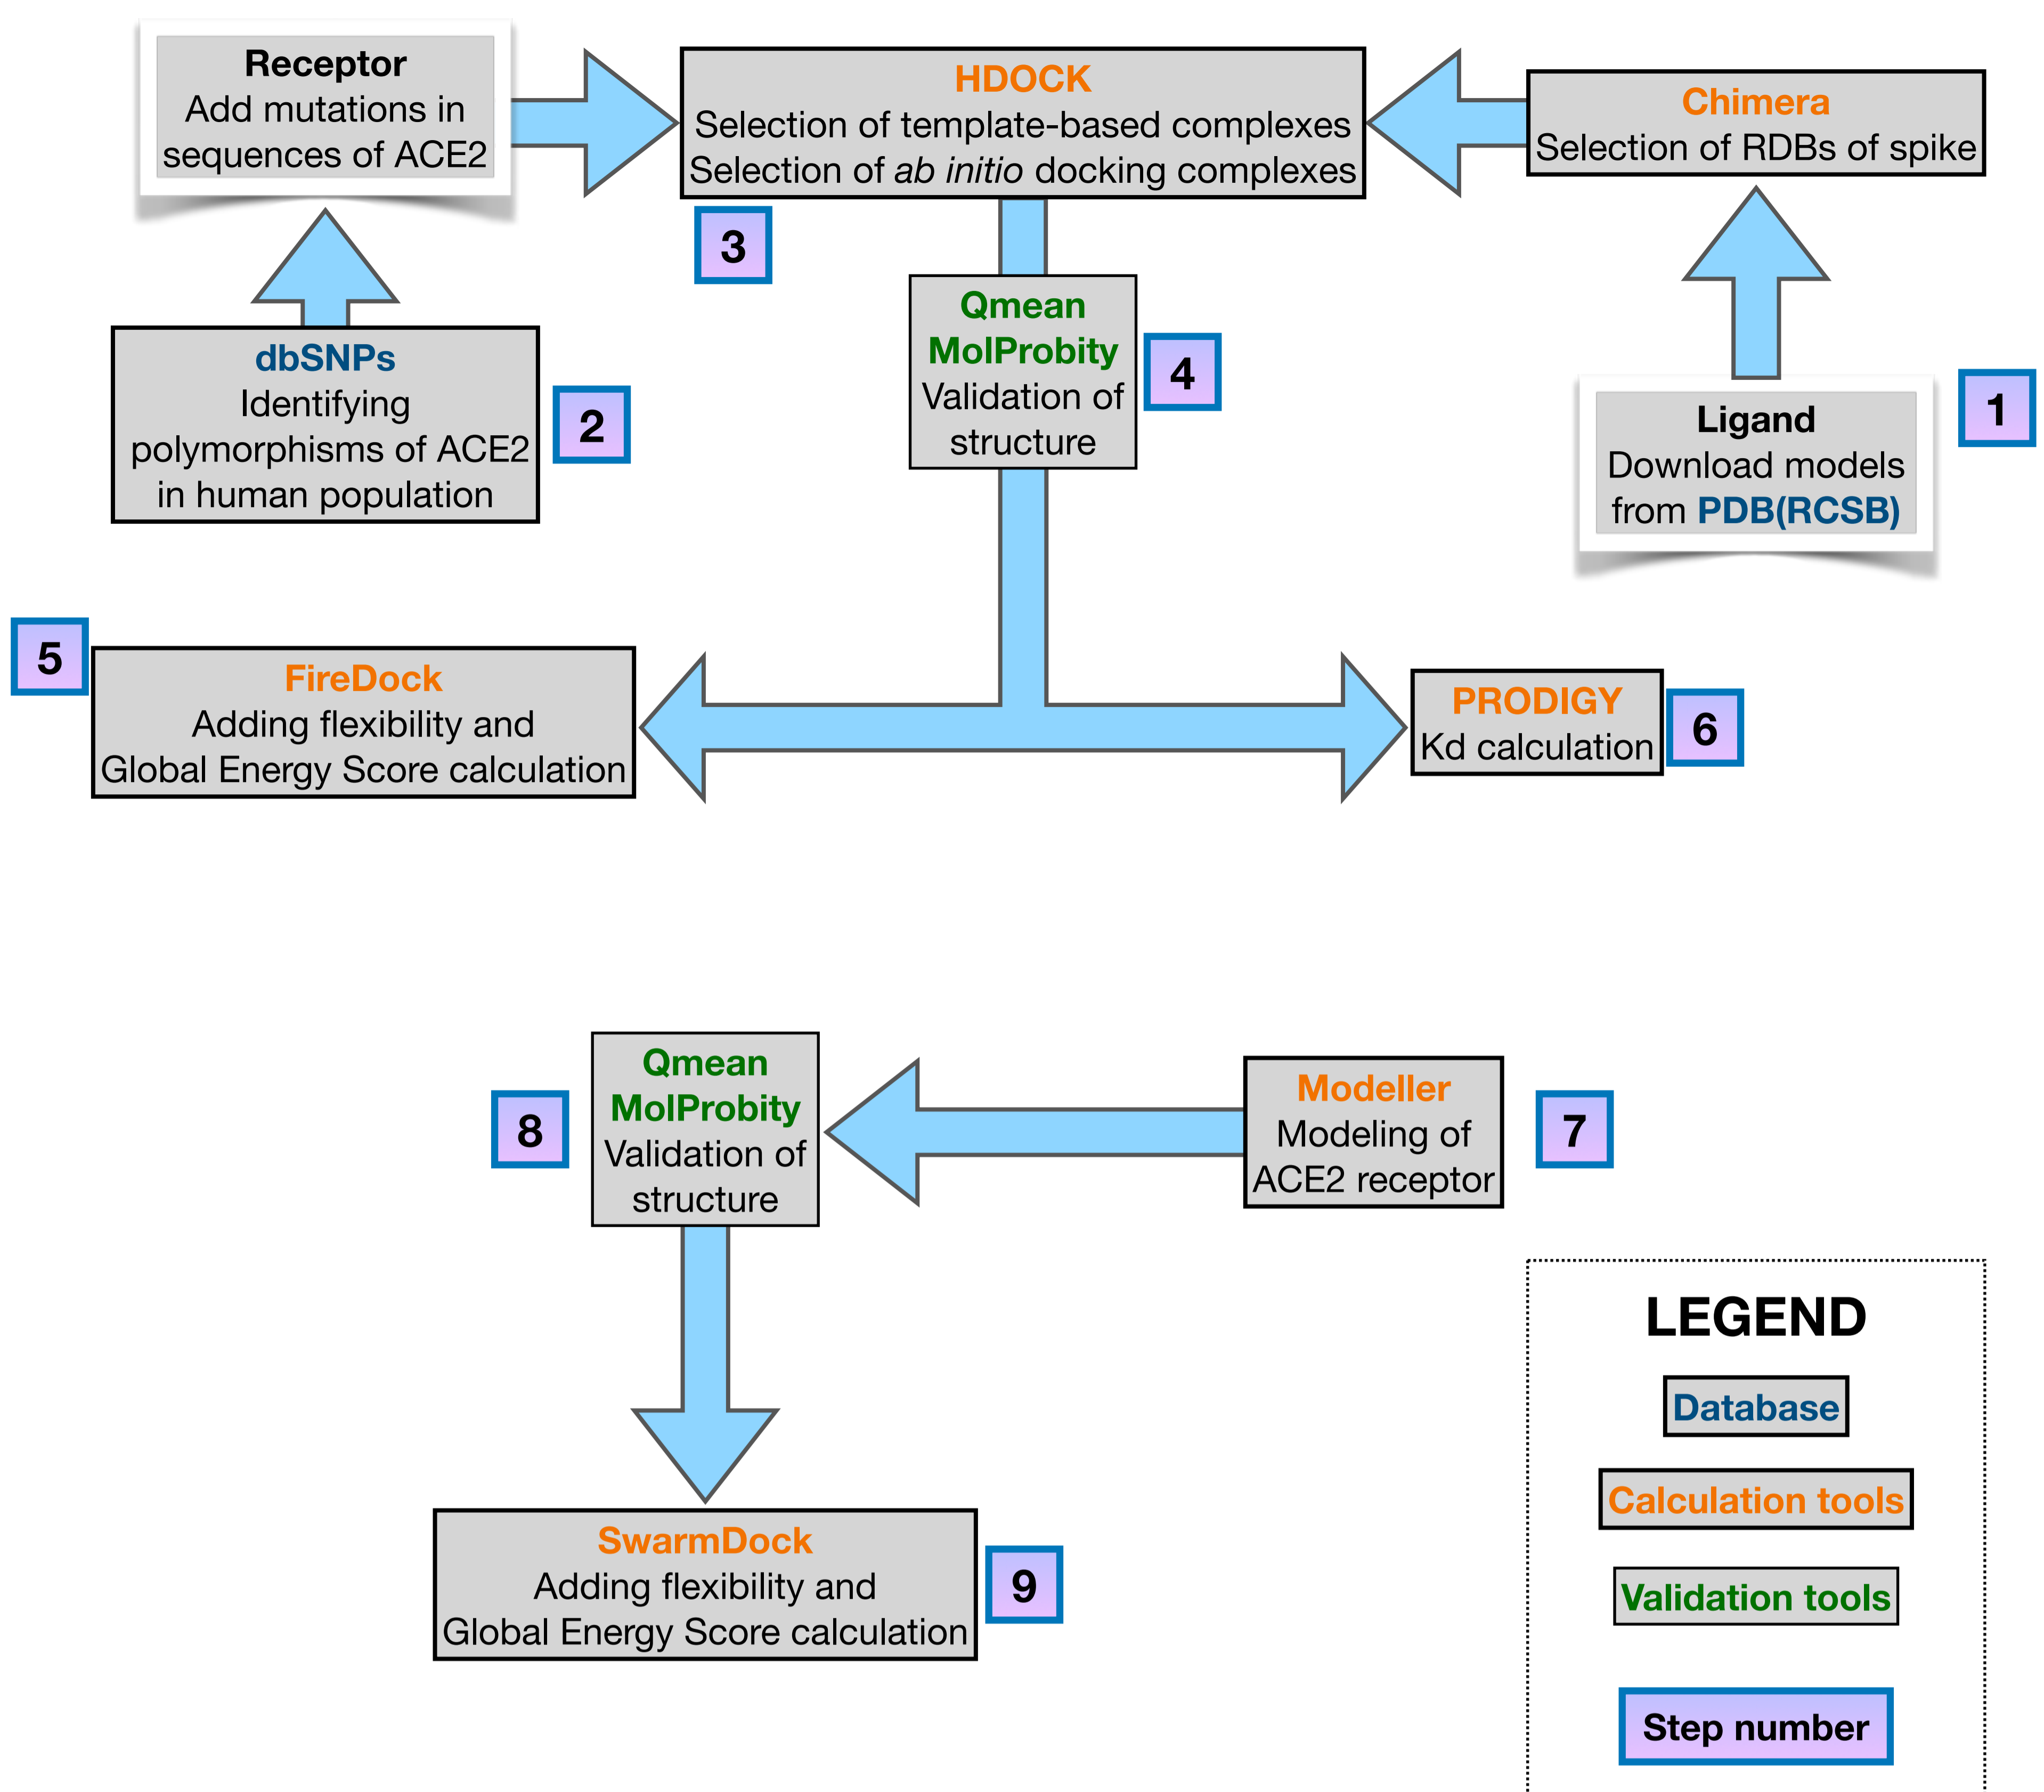 Receptor
Add mutations in
sequences of ACE2
HDOCK
Selection of template-based complexes
Selection of ab initio docking complexes
Chimera
Selection of RDBs of spike
3
dbSNPs
Identifying
polymorphisms of ACE2
in human population
2
Qmean
MolProbity
Validation of
structure
4
Ligand
Download models
from PDB(RCSB)
1
5
FireDock
Adding flexibility and
Global Energy Score calculation
PRODIGY
Kd calculation
6
8
Qmean
MolProbity
Validation of
structure
Modeller
Modeling of
ACE2 receptor
7
SwarmDock
Adding flexibility and
Global Energy Score calculation
9
LEGEND
Database
Calculation tools
Validation tools
Step number